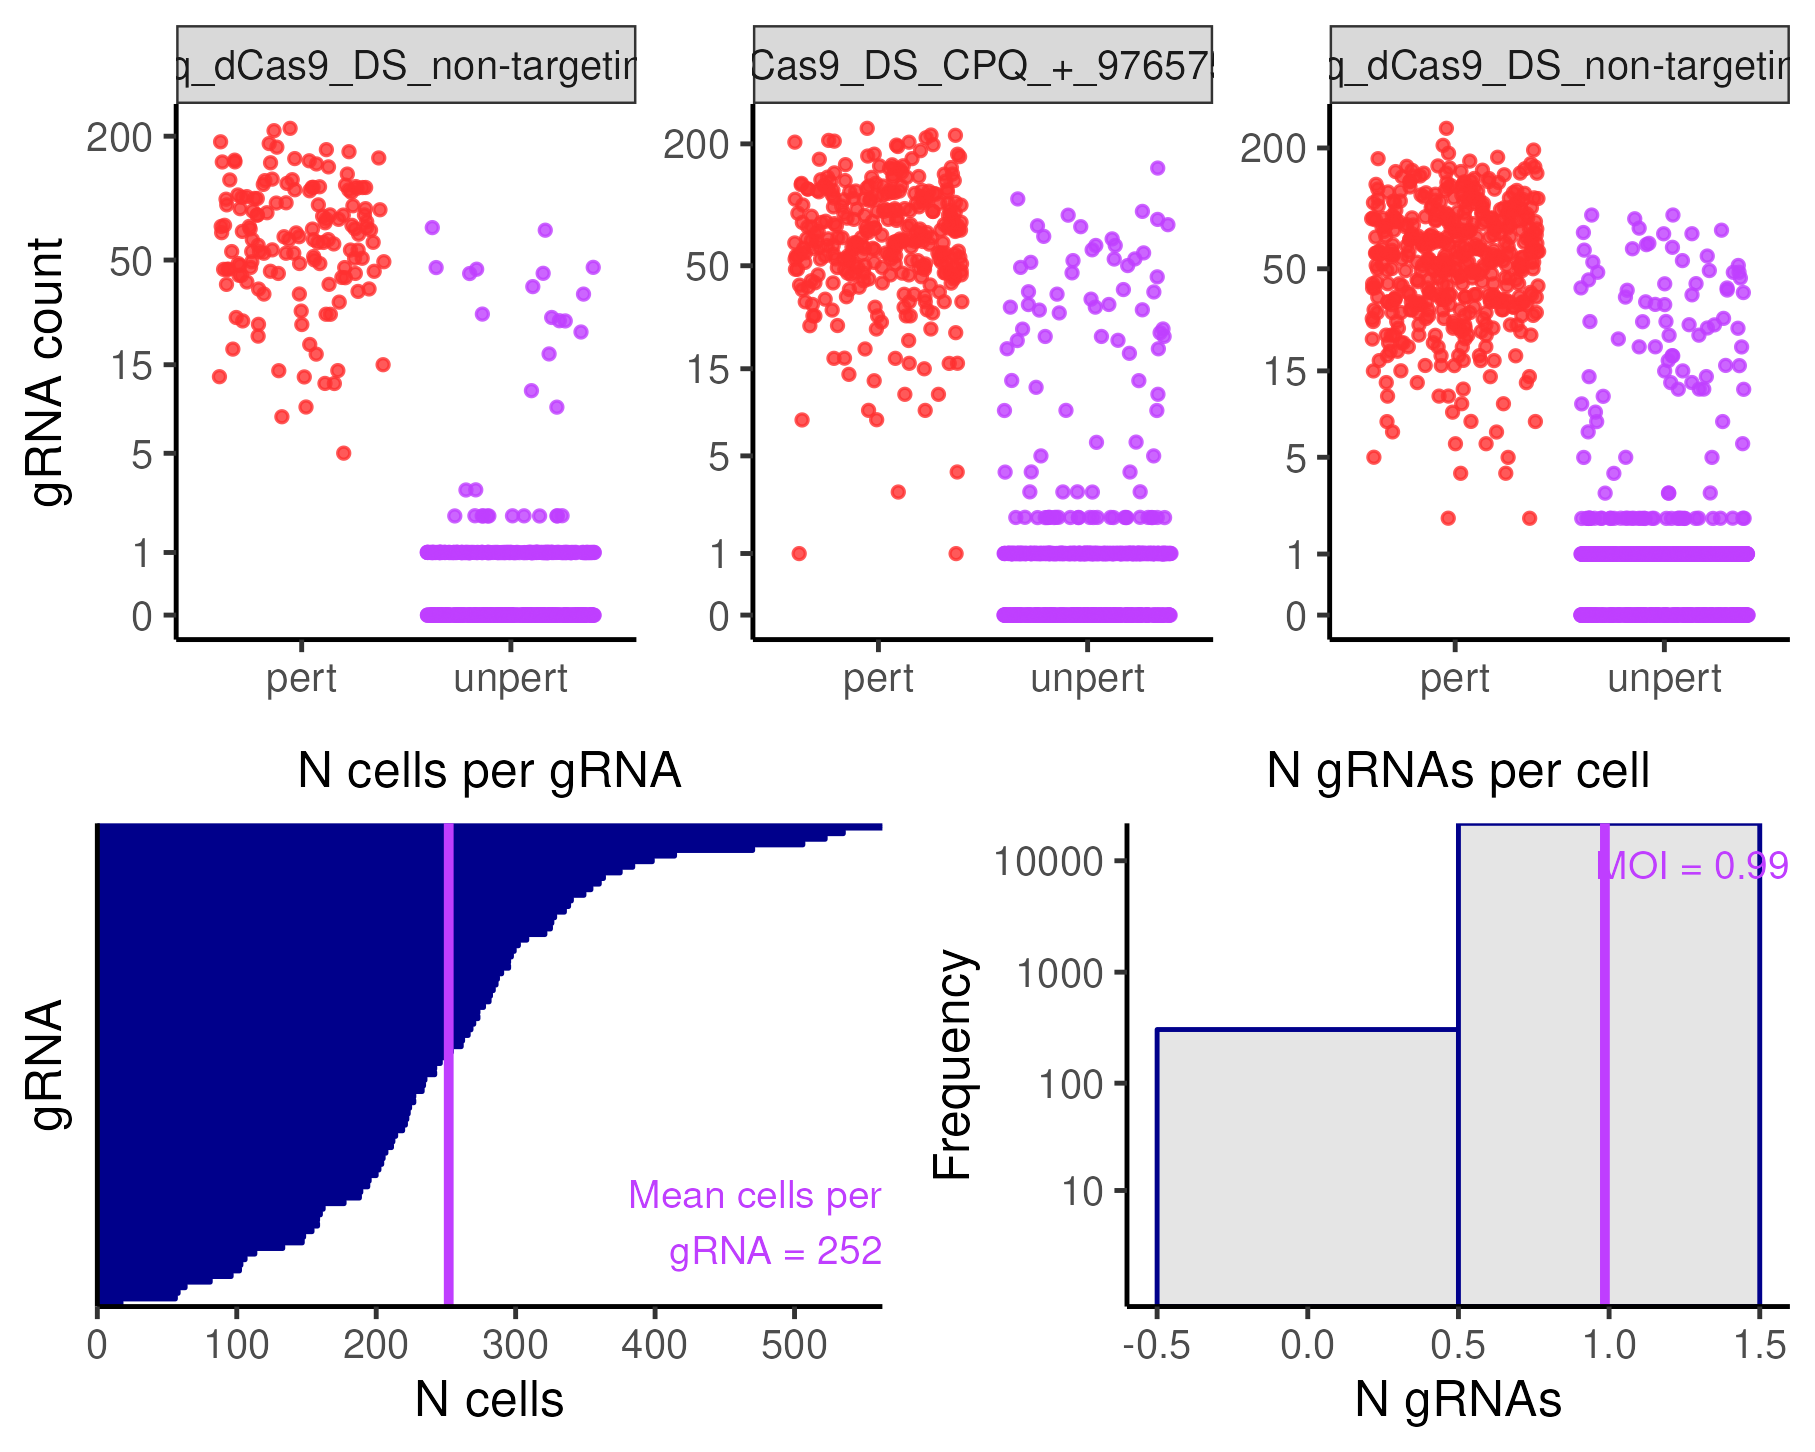 q_dCas9_DS_non-targetin
Cas9_DS_CPQ_+_976575
q_dCas9_DS_non-targetin
gRNA count
200
50
15
5
1
0
200
50
15
5
1
0
200
50
15
5
1
0
pert unpert
pert unpert
pert unpert
N cells per gRNA
gRNA
Mean cells per
gRNA = 252
0 100 200 300 400 500
N cells
N gRNAs per cell
Frequency
10000
1000
100
10
MOI = 0.99
-0.5 0.0 0.5 1.0 1.5
N gRNAs